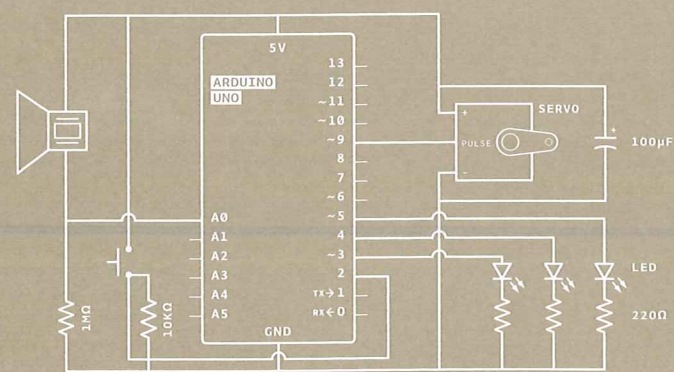 5V
ARDUINO
UNO
13
12
~11
~10
~9
8
7
~6
~5
4
~3
2
TX→1
RX←0
A0
A1
A2
A3
A4
A5
GND
SERVO
+
PULSE
-
+
100µF
LED
220Ω
1MΩ
10KΩ